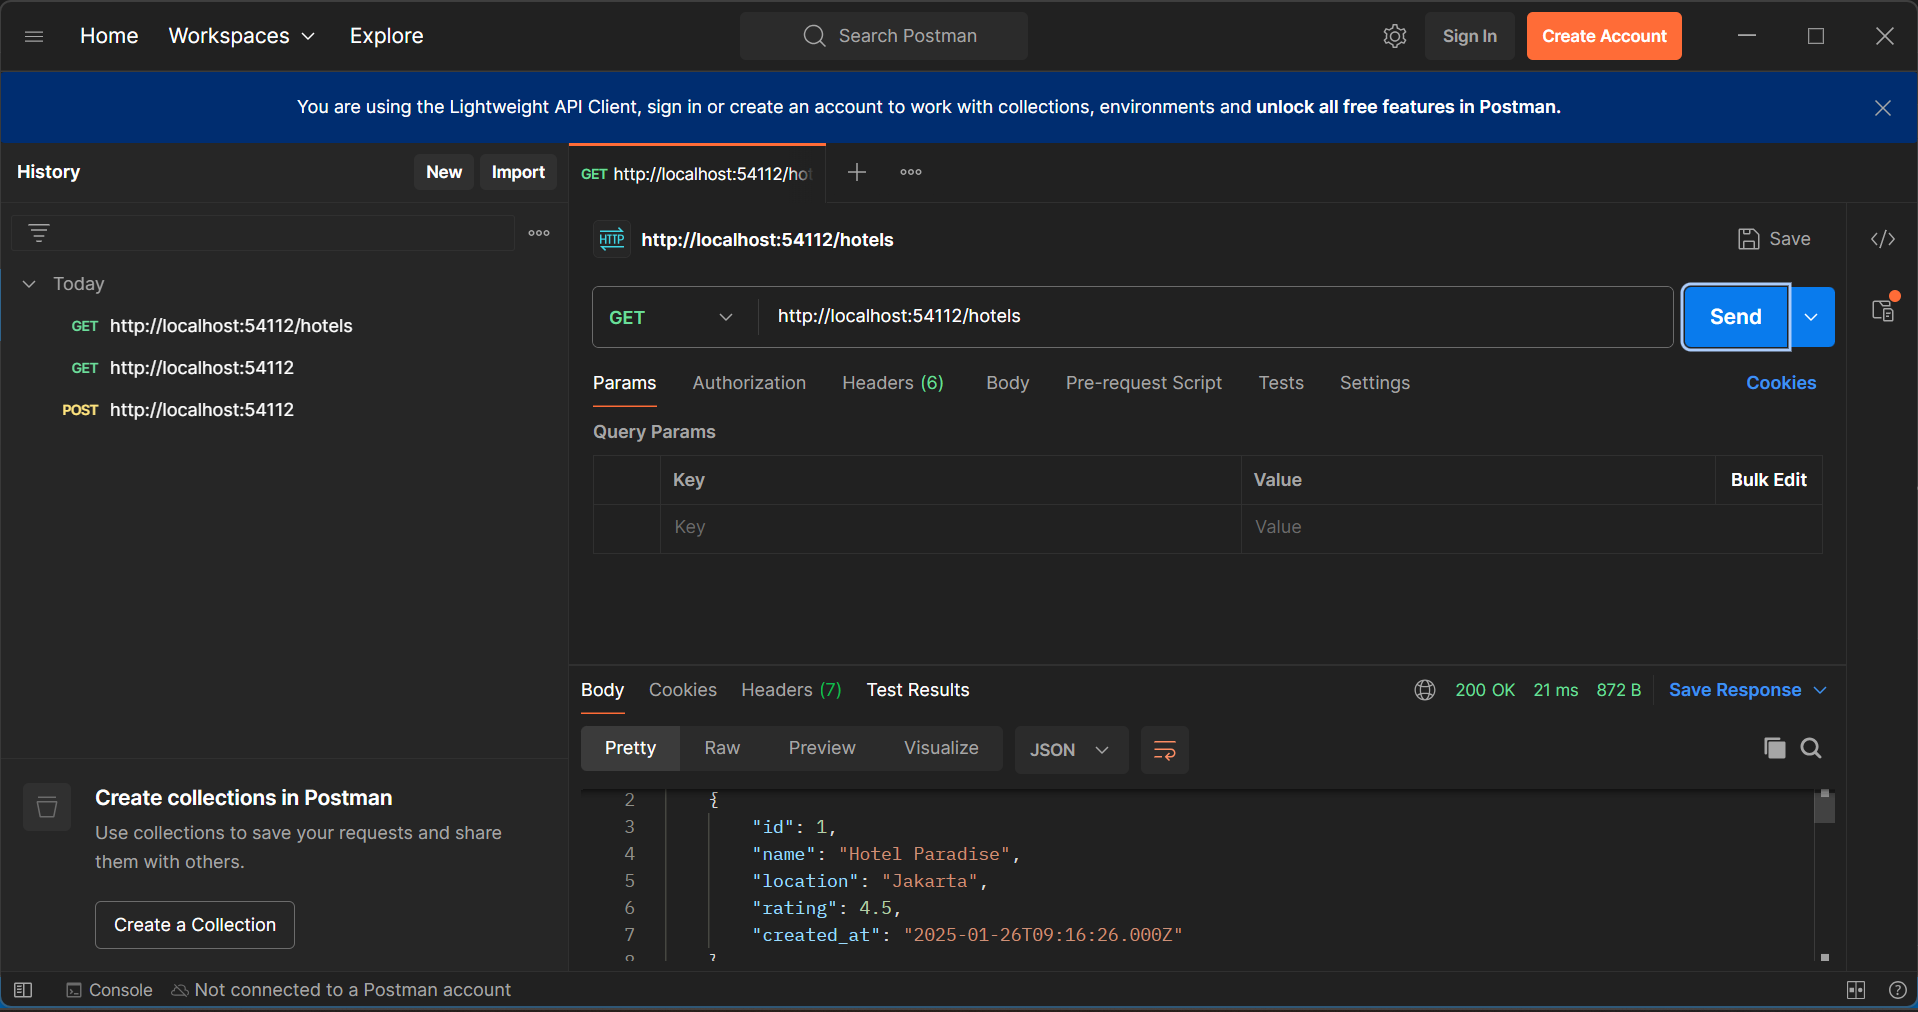 Home Workspaces Explore Search Postman Sign In Create Account
You are using the Lightweight API Client, sign in or create an account to work with collections, environments and unlock all free features in Postman.
History New Import
Today
GET http://localhost:54112/hotels
GET http://localhost:54112
POST http://localhost:54112
Create collections in Postman
Use collections to save your requests and share
them with others.
Create a Collection
GET http://localhost:54112/hot
HTTP http://localhost:54112/hotels Save
GET http://localhost:54112/hotels Send
Params Authorization Headers (6) Body Pre-request Script Tests Settings Cookies
Query Params
Key Value Bulk Edit
Key Value
Body Cookies Headers (7) Test Results 200 OK 21 ms 872 B Save Response
Pretty Raw Preview Visualize JSON
2 {
3 "id": 1,
4 "name": "Hotel Paradise",
5 "location": "Jakarta",
6 "rating": 4.5,
7 "created_at": "2025-01-26T09:16:26.000Z"
8 }
Console Not connected to a Postman account